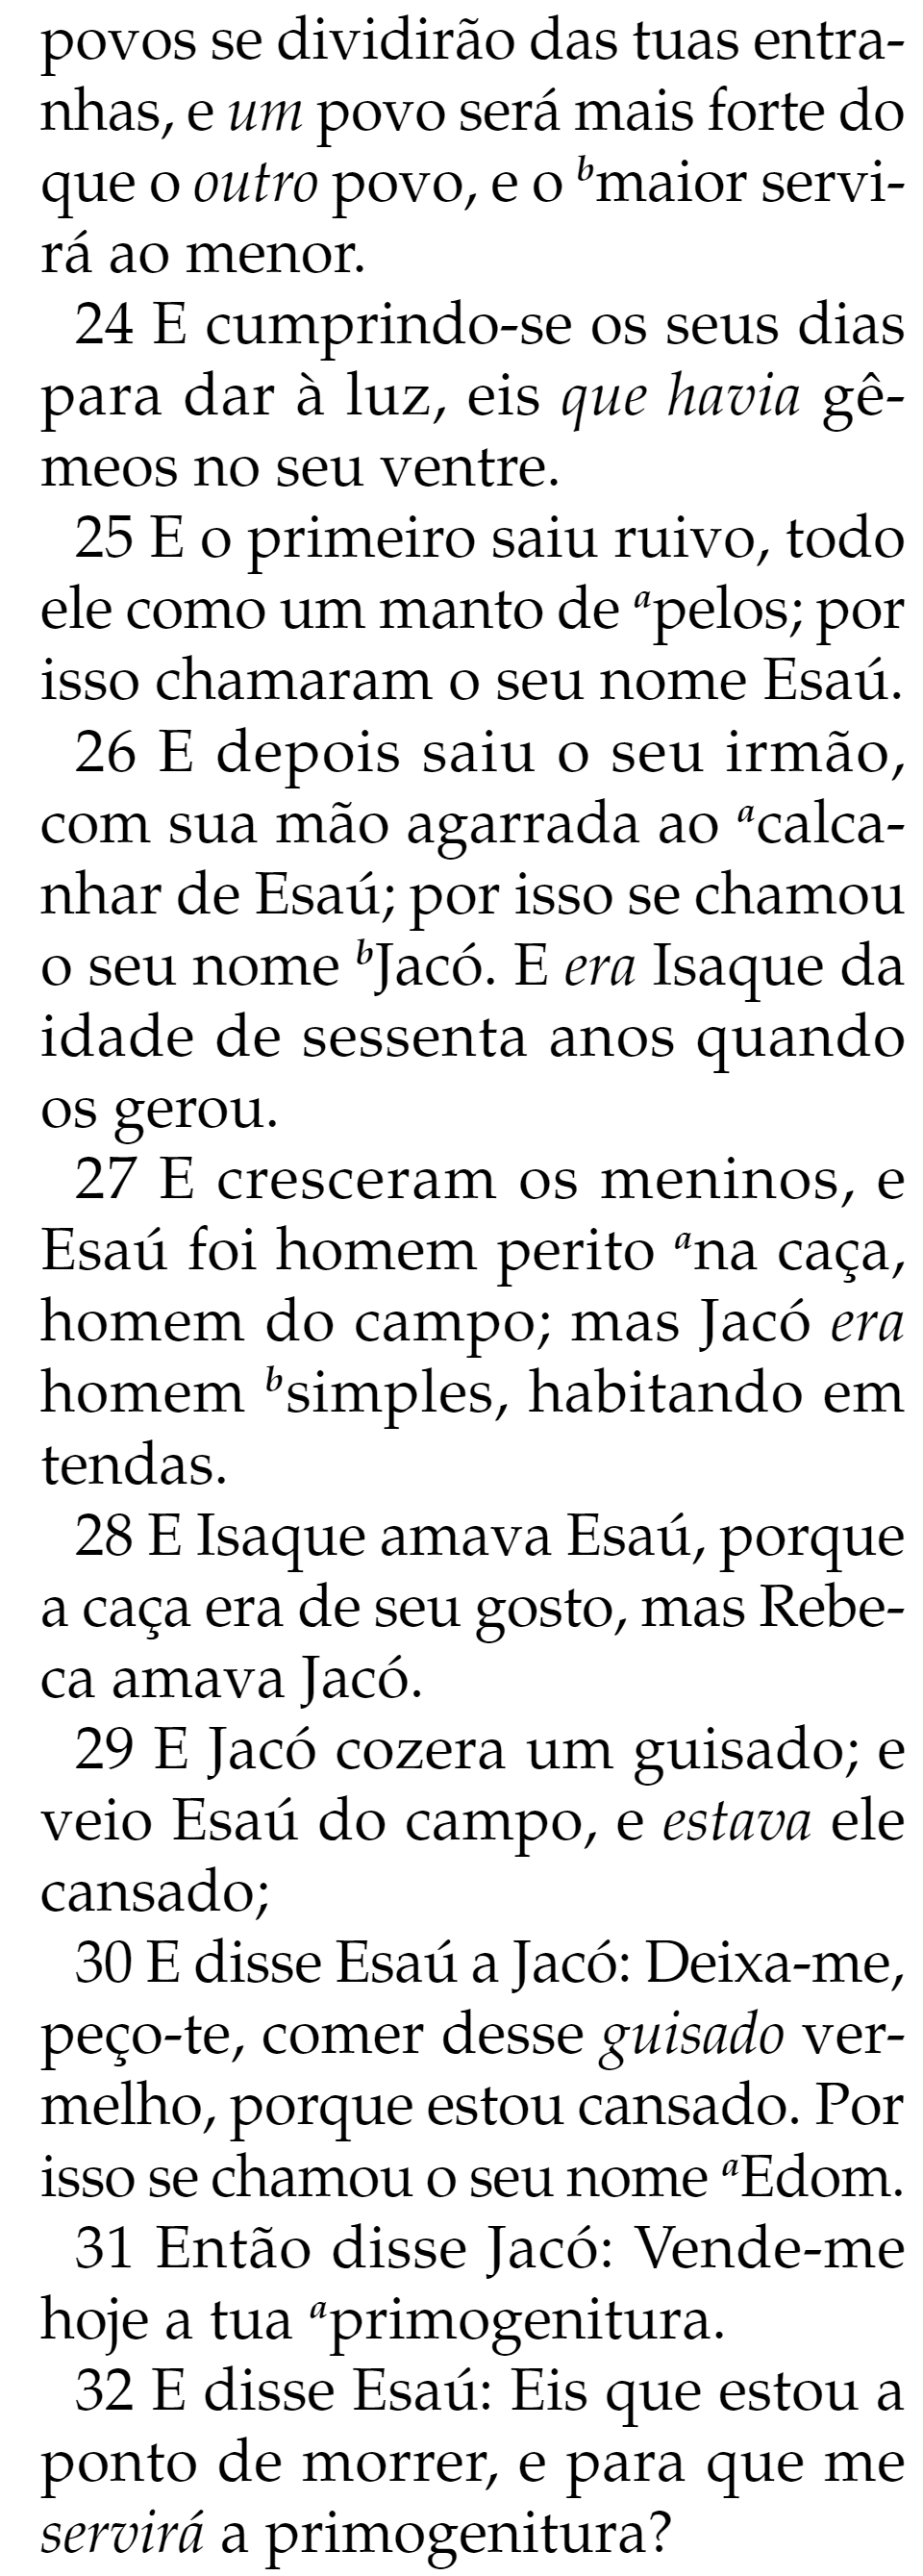 povos se dividirão das tuas entra-
nhas, e um povo será mais forte do
que o outro povo, e o bmaior servi-
rá ao menor.
24 E cumprindo-se os seus dias
para dar à luz, eis que havia gê-
meos no seu ventre.
25 E o primeiro saiu ruivo, todo
ele como um manto de apelos; por
isso chamaram o seu nome Esaú.
26 E depois saiu o seu irmão,
com sua mão agarrada ao acalca-
nhar de Esaú; por isso se chamou
o seu nome bJacó. E era Isaque da
idade de sessenta anos quando
os gerou.
27 E cresceram os meninos, e
Esaú foi homem perito ana caça,
homem do campo; mas Jacó era
homem bsimples, habitando em
tendas.
28 E Isaque amava Esaú, porque
a caça era de seu gosto, mas Rebe-
ca amava Jacó.
29 E Jacó cozera um guisado; e
veio Esaú do campo, e estava ele
cansado;
30 E disse Esaú a Jacó: Deixa-me,
peço-te, comer desse guisado ver-
melho, porque estou cansado. Por
isso se chamou o seu nome aEdom.
31 Então disse Jacó: Vende-me
hoje a tua aprimogenitura.
32 E disse Esaú: Eis que estou a
ponto de morrer, e para que me
servirá a primogenitura?